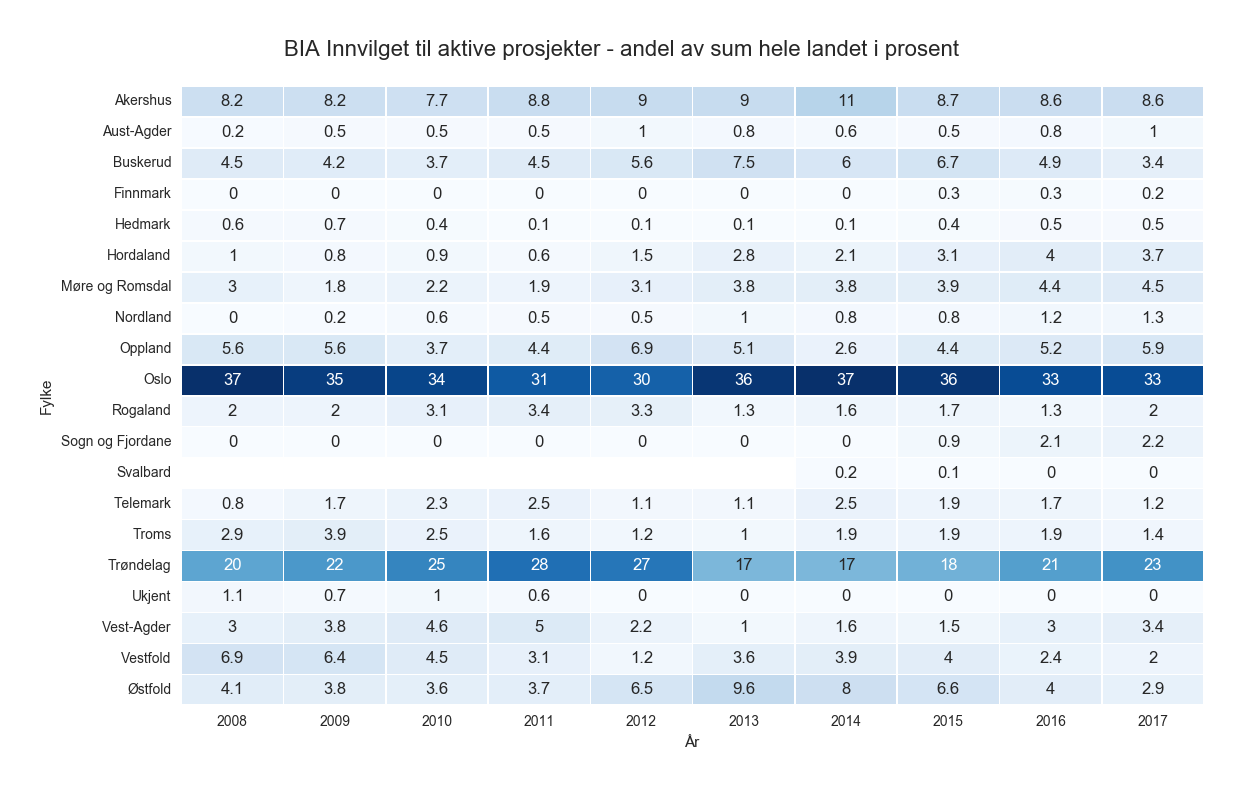 BIA Innvilget til aktive prosjekter - andel av sum hele landet i prosent
Fylke
Akershus 8.2 8.2 7.7 8.8 9 9 11 8.7 8.6 8.6
Aust-Agder 0.2 0.5 0.5 0.5 1 0.8 0.6 0.5 0.8 1
Buskerud 4.5 4.2 3.7 4.5 5.6 7.5 6 6.7 4.9 3.4
Finnmark 0 0 0 0 0 0 0 0.3 0.3 0.2
Hedmark 0.6 0.7 0.4 0.1 0.1 0.1 0.1 0.4 0.5 0.5
Hordaland 1 0.8 0.9 0.6 1.5 2.8 2.1 3.1 4 3.7
Møre og Romsdal 3 1.8 2.2 1.9 3.1 3.8 3.8 3.9 4.4 4.5
Nordland 0 0.2 0.6 0.5 0.5 1 0.8 0.8 1.2 1.3
Oppland 5.6 5.6 3.7 4.4 6.9 5.1 2.6 4.4 5.2 5.9
Oslo 37 35 34 31 30 36 37 36 33 33
Rogaland 2 2 3.1 3.4 3.3 1.3 1.6 1.7 1.3 2
Sogn og Fjordane 0 0 0 0 0 0 0 0.9 2.1 2.2
Svalbard 0.2 0.1 0 0
Telemark 0.8 1.7 2.3 2.5 1.1 1.1 2.5 1.9 1.7 1.2
Troms 2.9 3.9 2.5 1.6 1.2 1 1.9 1.9 1.9 1.4
Trøndelag 20 22 25 28 27 17 17 18 21 23
Ukjent 1.1 0.7 1 0.6 0 0 0 0 0 0
Vest-Agder 3 3.8 4.6 5 2.2 1 1.6 1.5 3 3.4
Vestfold 6.9 6.4 4.5 3.1 1.2 3.6 3.9 4 2.4 2
Østfold 4.1 3.8 3.6 3.7 6.5 9.6 8 6.6 4 2.9
2008 2009 2010 2011 2012 2013 2014 2015 2016 2017
År